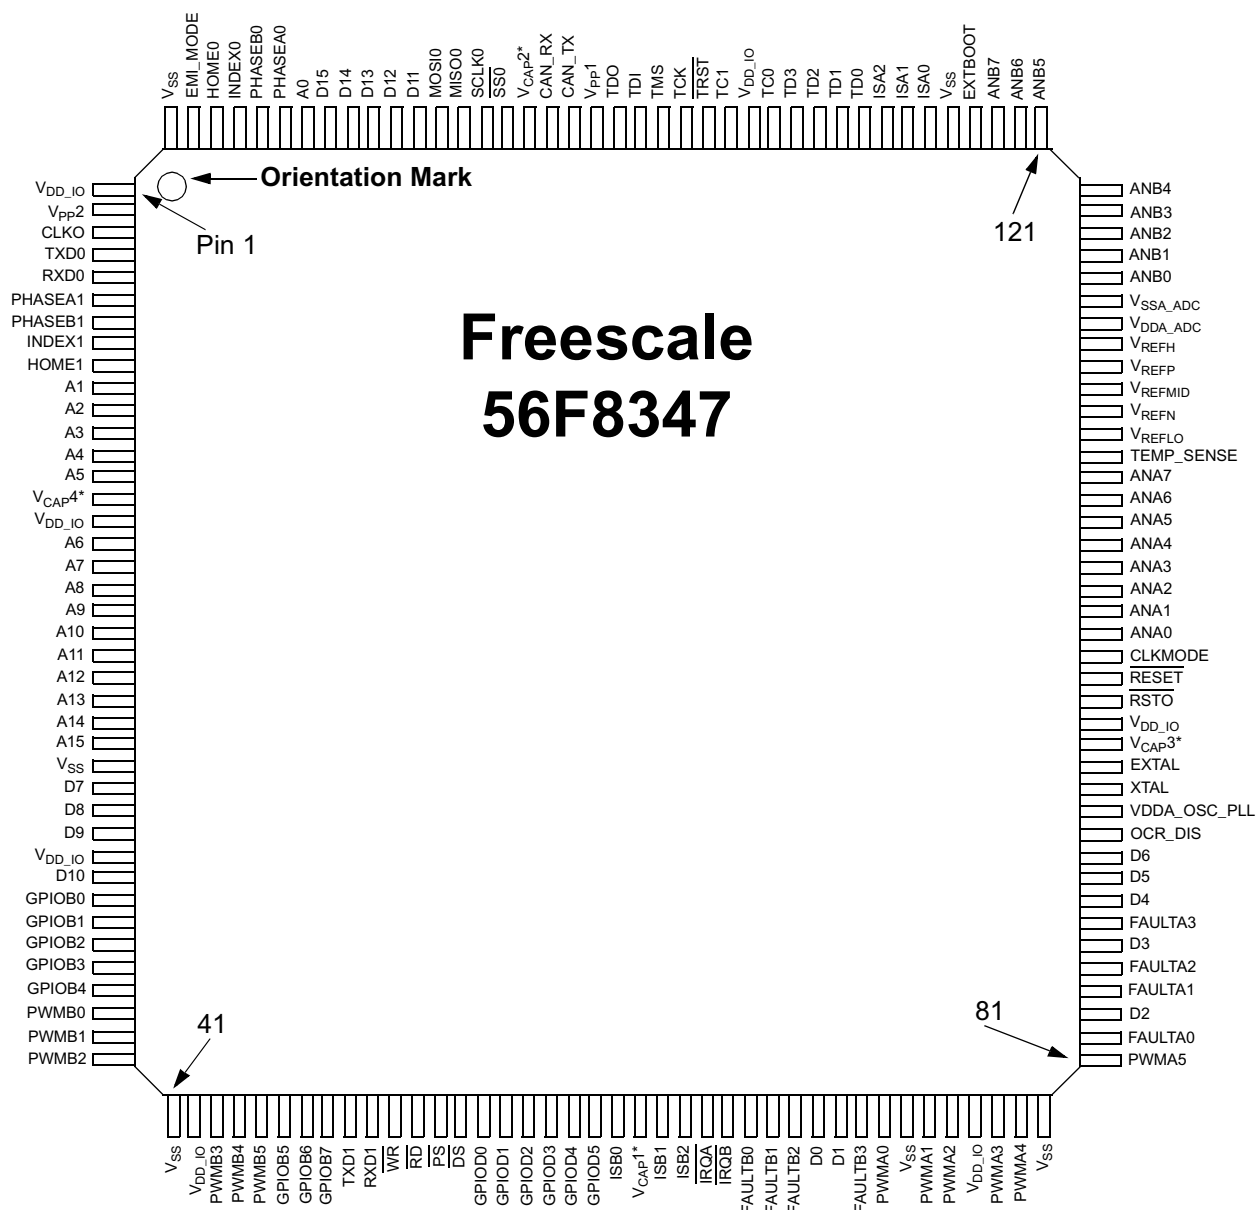 VSS
EMI_MODE
HOME0
INDEX0
PHASEB0
PHASEA0
A0
D15
D14
D13
D12
D11
MOSI0
MISO0
SCLK0
SS0
VCAP2*
CAN_RX
CAN_TX
VPP1
TDO
TDI
TMS
TCK
TRST
TC1
VDD_IO
TC0
TD3
TD2
TD1
TD0
ISA2
ISA1
ISA0
VSS
EXTBOOT
ANB7
ANB6
ANB5
Orientation Mark
Pin 1
121
VDD_IO
VPP2
CLKO
TXD0
RXD0
PHASEA1
PHASEB1
INDEX1
HOME1
A1
A2
A3
A4
A5
VCAP4*
VDD_IO
A6
A7
A8
A9
A10
A11
A12
A13
A14
A15
VSS
D7
D8
D9
VDD_IO
D10
GPIOB0
GPIOB1
GPIOB2
GPIOB3
GPIOB4
PWMB0
PWMB1
PWMB2
Freescale
56F8347
ANB4
ANB3
ANB2
ANB1
ANB0
VSSA_ADC
VDDA_ADC
VREFH
VREFP
VREFMID
VREFN
VREFLO
TEMP_SENSE
ANA7
ANA6
ANA5
ANA4
ANA3
ANA2
ANA1
ANA0
CLKMODE
RESET
RSTO
VDD_IO
VCAP3*
EXTAL
XTAL
VDDA_OSC_PLL
OCR_DIS
D6
D5
D4
FAULTA3
D3
FAULTA2
FAULTA1
D2
FAULTA0
PWMA5
41
81
VSS
VDD_IO
PWMB3
PWMB4
PWMB5
GPIOB5
GPIOB6
GPIOB7
TXD1
RXD1
WR
RD
PS
DS
GPIOD0
GPIOD1
GPIOD2
GPIOD3
GPIOD4
GPIOD5
ISB0
VCAP1*
ISB1
ISB2
IRQA
IRQB
FAULTB0
FAULTB1
FAULTB2
D0
D1
FAULTB3
PWMA0
VSS
PWMA1
PWMA2
VDD_IO
PWMA3
PWMA4
VSS